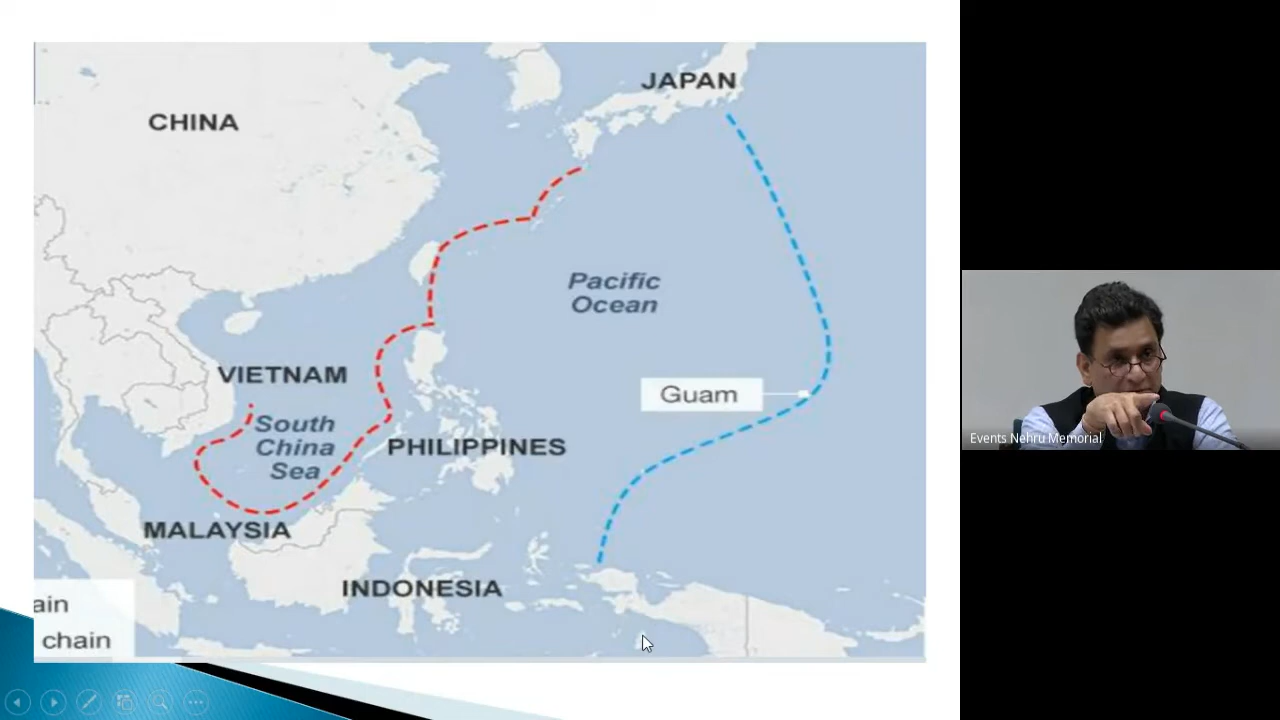 JAPAN
CHINA
Pacific
Ocean
VIETNAM
Guam
South
China
Sea
PHILIPPINES
MALAYSIA
INDONESIA
ain
chain
Events Nehru Memorial